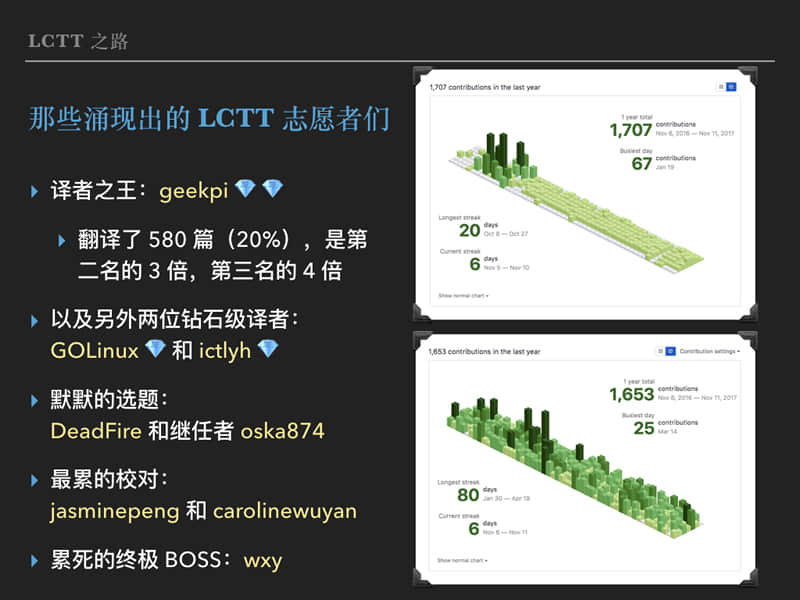 LCTT 之路
那些涌现出的 LCTT 志愿者们
译者之王：geekpi
翻译了 580 篇（20%），是第
二名的 3 倍，第三名的 4 倍
以及另外两位钻石级译者：
GOLinux 和 ictlyh
默默的选题：
DeadFire 和继任者 oska874
最累的校对：
jasminepeng 和 carolinewuyan
累死的终极 BOSS：wxy
1,707 contributions in the last year
1 year total
1,707 contributions
Nov 6, 2016 — Nov 11, 2017
Busiest day
67 contributions
Jan 19
Longest streak
20 days
Oct 8 — Oct 27
Current streak
6 days
Nov 5 — Nov 10
Show normal chart
1,653 contributions in the last year
Contribution settings
1 year total
1,653 contributions
Nov 6, 2016 — Nov 11, 2017
Busiest day
25 contributions
Mar 14
Longest streak
80 days
Jan 30 — Apr 19
Current streak
6 days
Nov 6 — Nov 11
Show normal chart